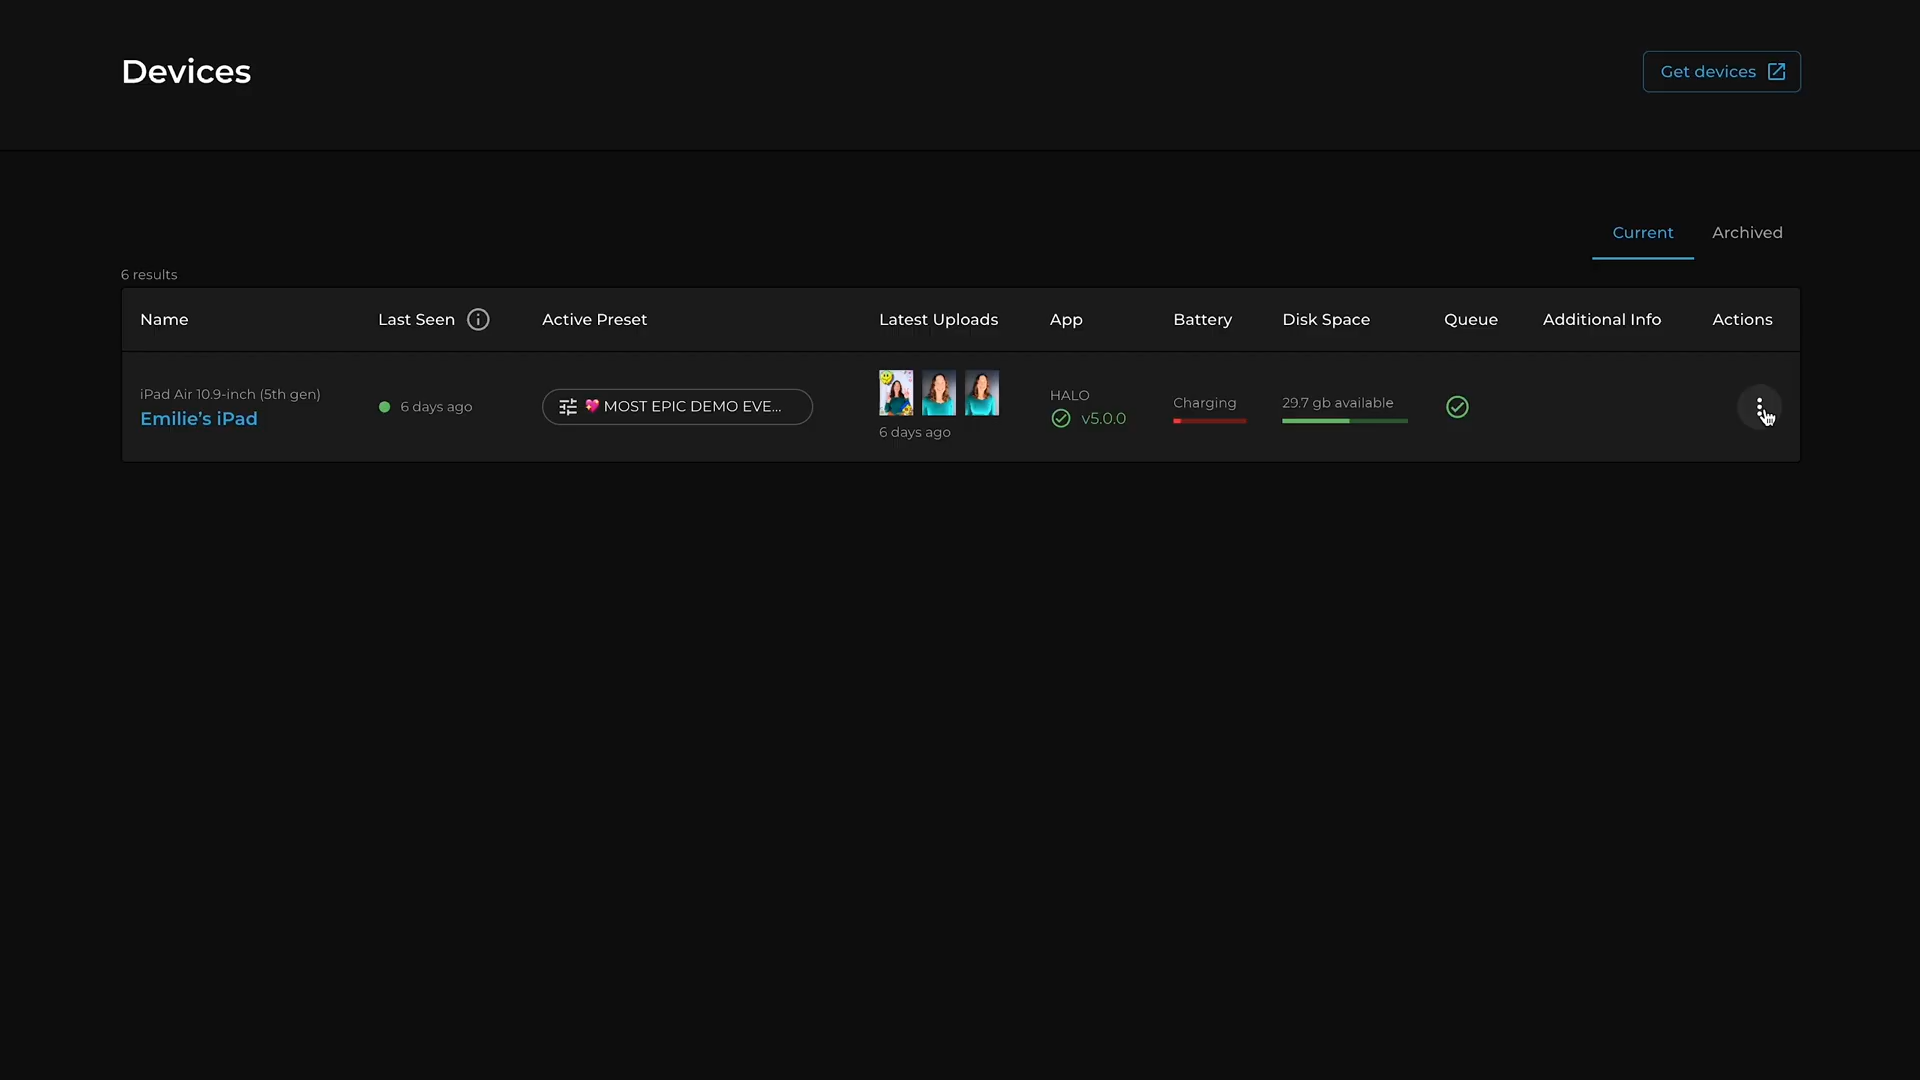 Devices
Get devices
Current
Archived
6 results
Name
Last Seen
Active Preset
Latest Uploads
App
Battery
Disk Space
Queue
Additional Info
Actions
iPad Air 10.9-inch (5th gen)
Emilie’s iPad
6 days ago
💖 MOST EPIC DEMO EVE...
6 days ago
HALO
v5.0.0
Charging
29.7 gb available